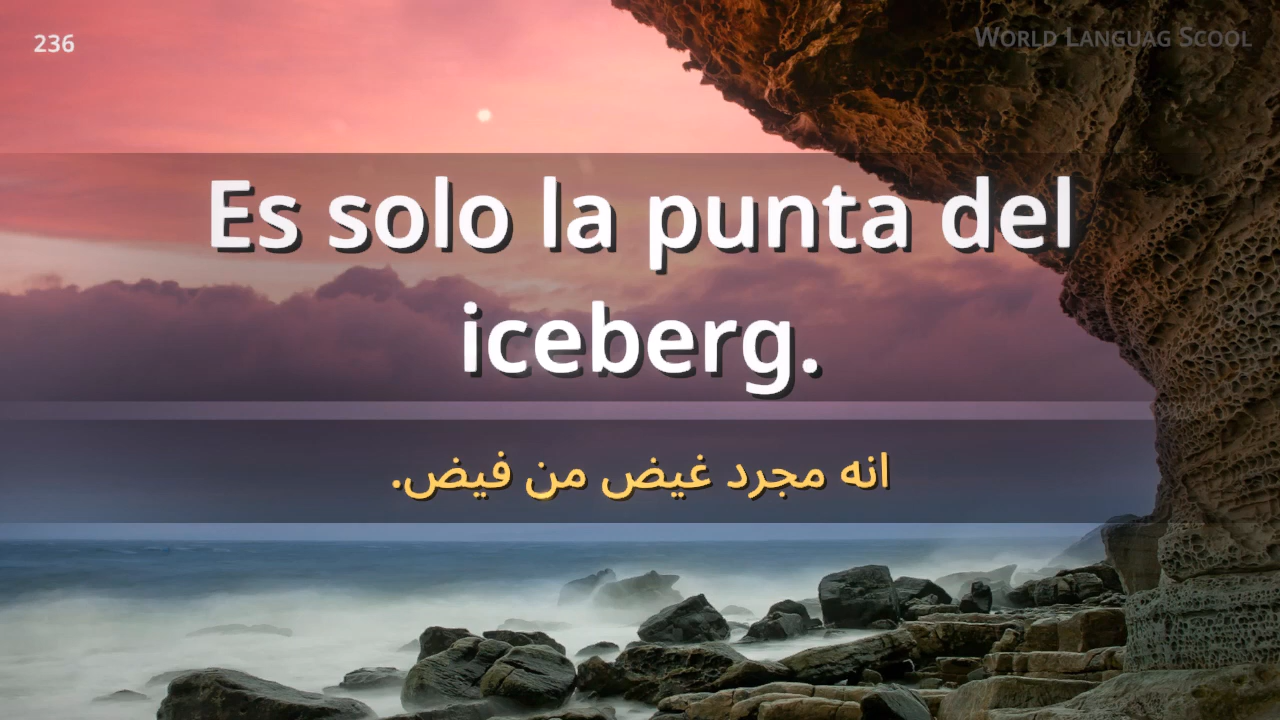 236
World Languag Scool
Es solo la punta del
iceberg.
انه مجرد غيض من فيض.